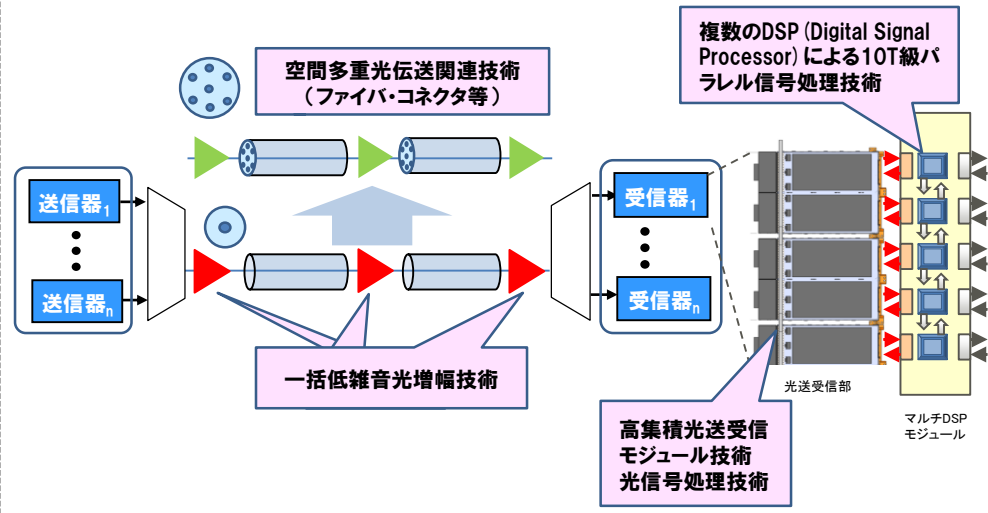 空間多重光伝送関連技術
(ファイバ・コネクタ等)
複数のDSP(Digital Signal
Processor)による10T級パ
ラレル信号処理技術
送信器1
送信器n
受信器1
受信器n
一括低雑音光増幅技術
光送受信部
高集積光送受信
モジュール技術
光信号処理技術
マルチDSP
モジュール